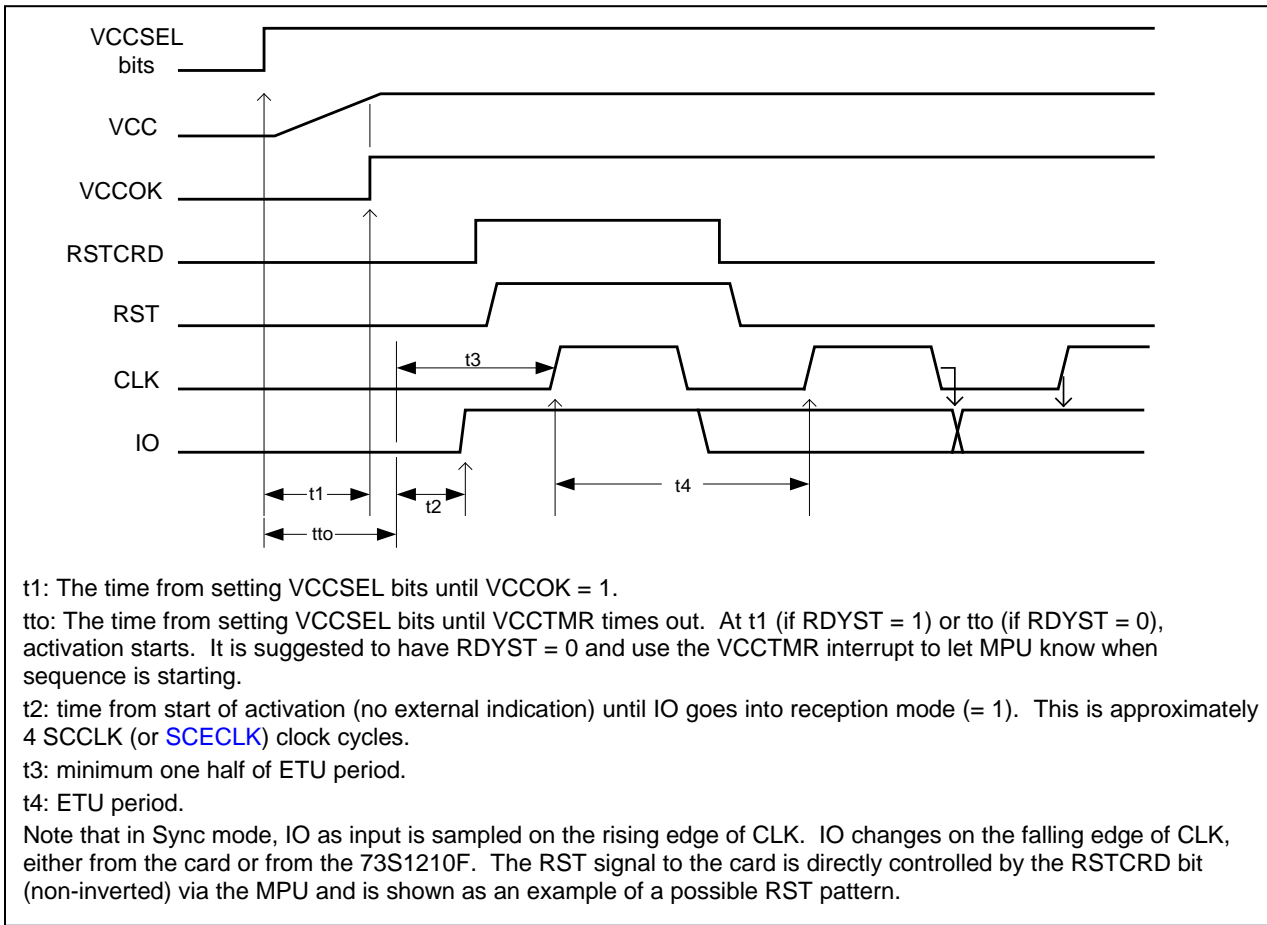 VCCSEL
bits
VCC
VCCOK
RSTCRD
RST
t3
CLK
IO
t1
t2
t4
tto
t1: The time from setting VCCSEL bits until VCCOK = 1.
tto: The time from setting VCCSEL bits until VCCTMR times out. At t1 (if RDYST = 1) or tto (if RDYST = 0),
activation starts. It is suggested to have RDYST = 0 and use the VCCTMR interrupt to let MPU know when
sequence is starting.
t2: time from start of activation (no external indication) until IO goes into reception mode (= 1). This is approximately
4 SCCLK (or SCECLK) clock cycles.
t3: minimum one half of ETU period.
t4: ETU period.
Note that in Sync mode, IO as input is sampled on the rising edge of CLK. IO changes on the falling edge of CLK,
either from the card or from the 73S1210F. The RST signal to the card is directly controlled by the RSTCRD bit
(non-inverted) via the MPU and is shown as an example of a possible RST pattern.